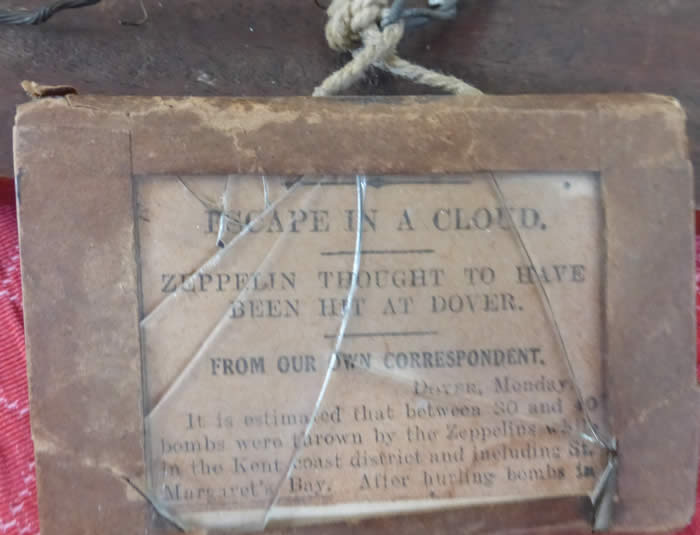 ESCAPE IN A CLOUD.
ZEPPELIN THOUGHT TO HAVE
BEEN HIT AT DOVER.
FROM OUR OWN CORRESPONDENT.
DOVER, Monday.
It is estimated that between 30 and 40
bombs were thrown by the Zeppelins
in the Kent coast district and including St.
Margaret's Bay. After hurling bombs in